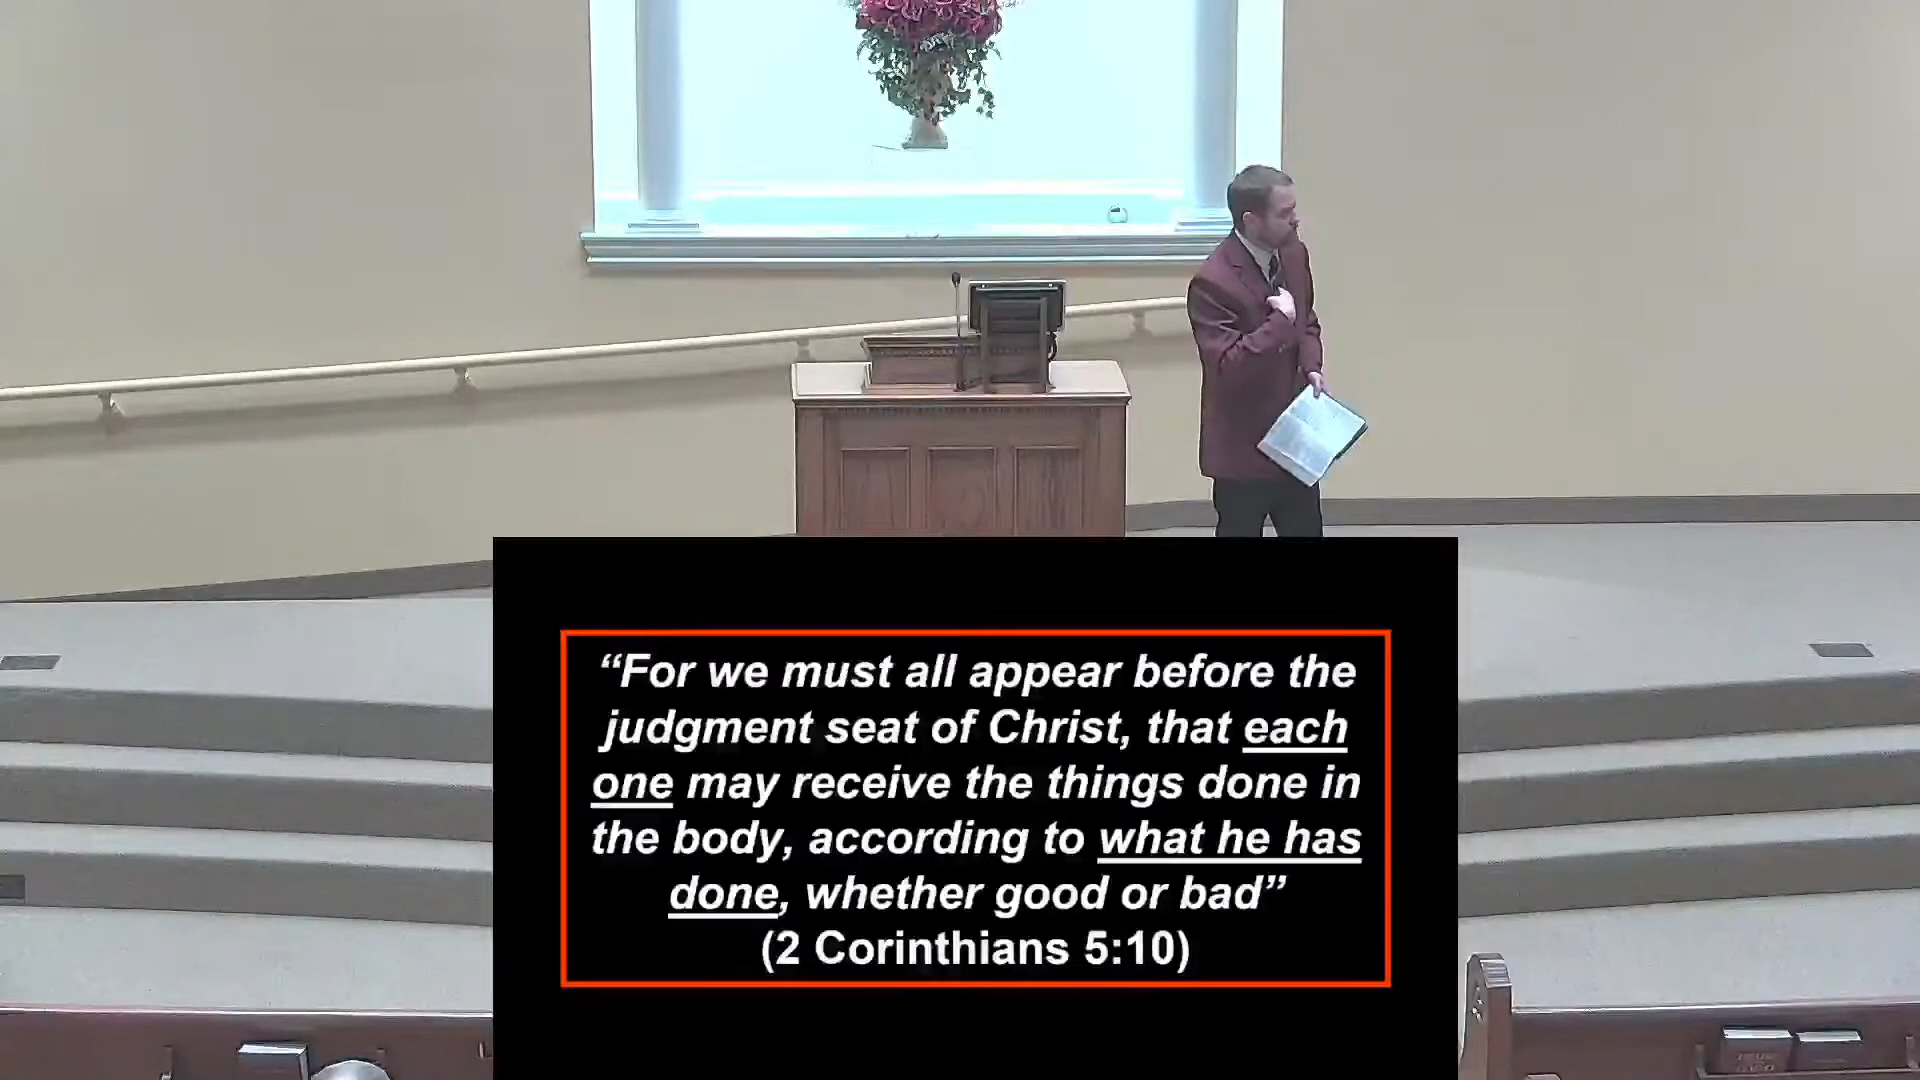 “For we must all appear before the
judgment seat of Christ, that each
one may receive the things done in
the body, according to what he has
done, whether good or bad”
(2 Corinthians 5:10)